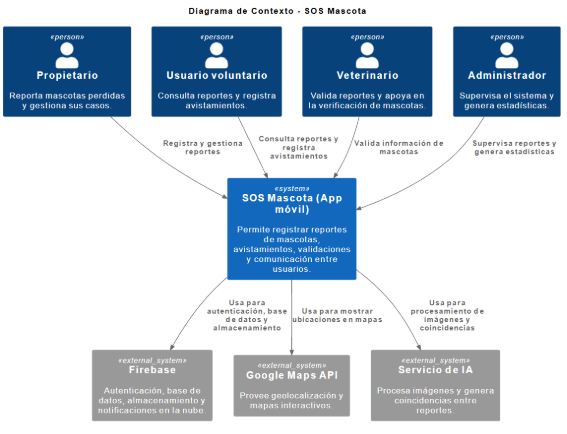 Diagrama de Contexto - SOS Mascota
«person»
Propietario
Reporta mascotas perdidas
y gestiona sus casos.
«person»
Usuario voluntario
Consulta reportes y registra
avistamientos.
«person»
Veterinario
Valida reportes y apoya en
la verificación de mascotas.
«person»
Administrador
Supervisa el sistema y
genera estadísticas.
Registra y gestiona
reportes
Consulta reportes y
registra
avistamientos
Valida información de
mascotas
Supervisa reportes y
genera estadísticas
«system»
SOS Mascota (App
móvil)
Permite registrar reportes
de mascotas,
avistamientos, validaciones
y comunicación entre
usuarios.
Usa para
autenticación, base
de datos y
almacenamiento
Usa para mostrar
ubicaciones en mapas
Usa para
procesamiento de
imágenes y
coincidencias
«external_system»
Firebase
Autenticación, base de
datos, almacenamiento y
notificaciones en la nube.
«external_system»
Google Maps API
Provee geolocalización y
mapas interactivos.
«external_system»
Servicio de IA
Procesa imágenes y genera
coincidencias entre
reportes.